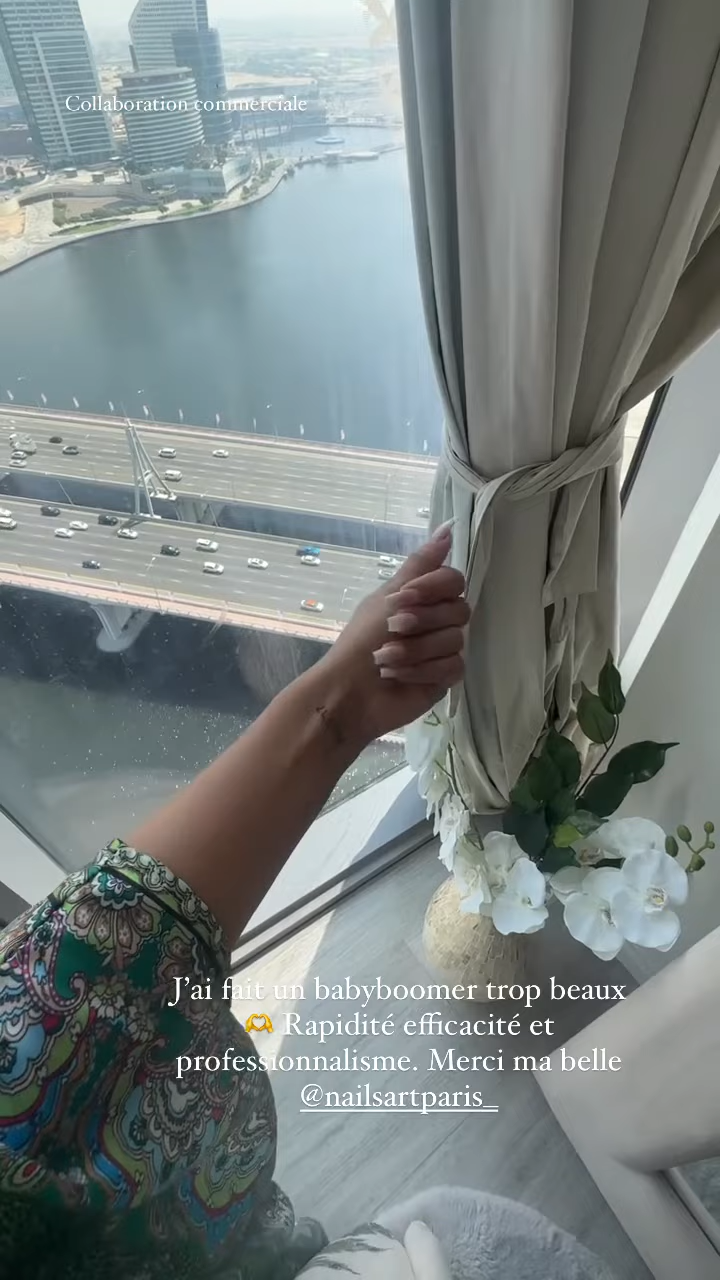 Collaboration commerciale
J'ai fait un babyboomer trop beaux
🫶 Rapidité efficacité et
professionnalisme. Merci ma belle
@nailsartparis_